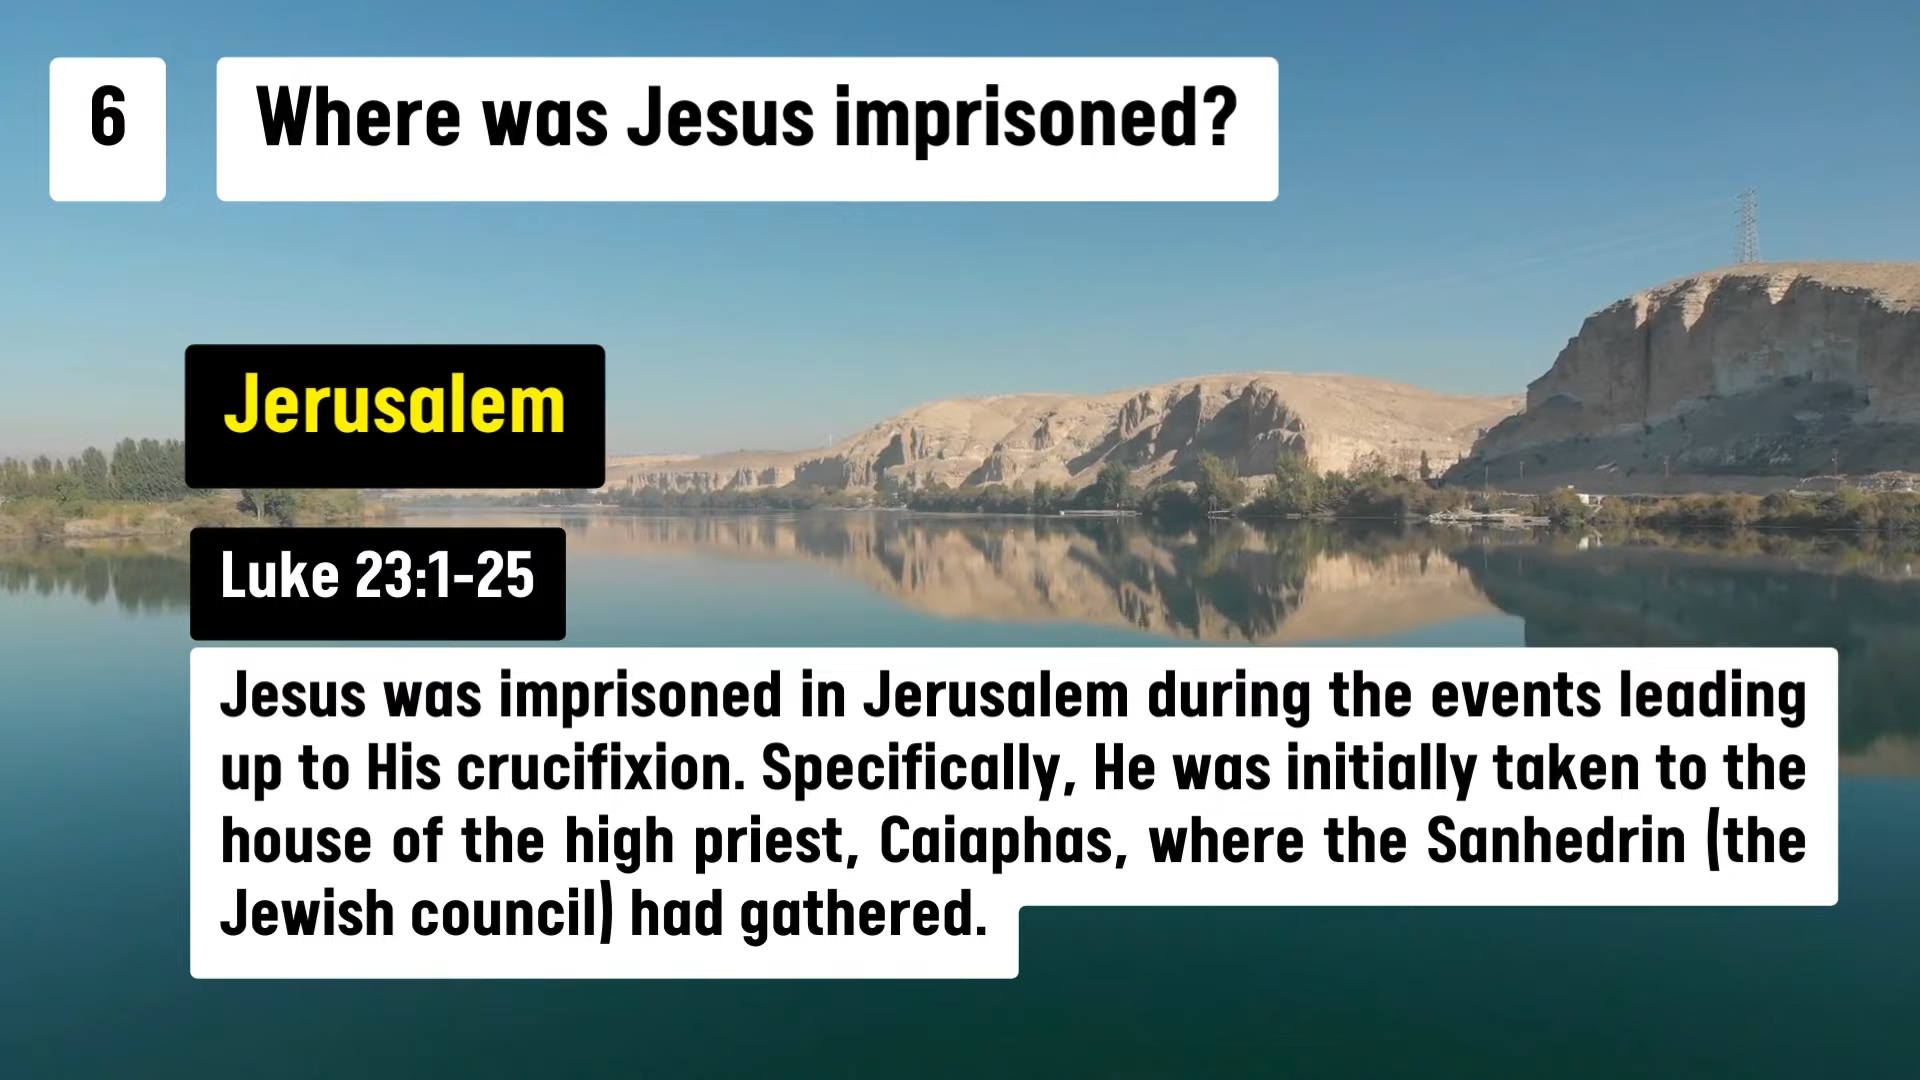 6
Where was Jesus imprisoned?
Jerusalem
Luke 23:1-25
Jesus was imprisoned in Jerusalem during the events leading
up to His crucifixion. Specifically, He was initially taken to the
house of the high priest, Caiaphas, where the Sanhedrin (the
Jewish council) had gathered.